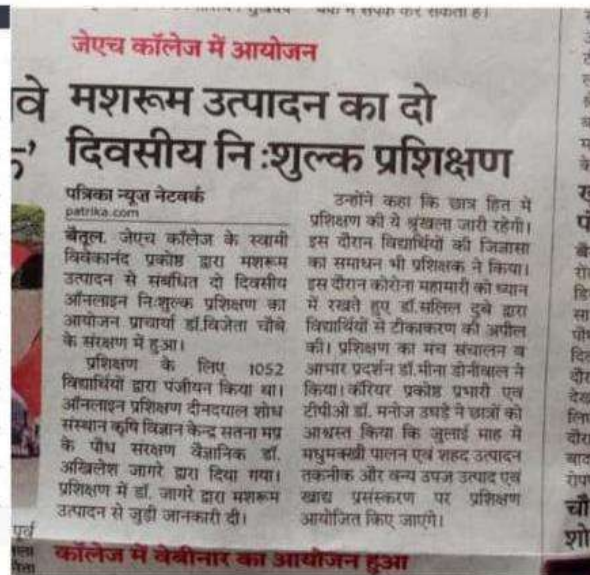 जेएच कॉलेज में आयोजन
मशरूम उत्पादन का दो
दिवसीय नि :शुल्क प्रशिक्षण
पत्रिका न्यूज नेटवर्क
patrika.com
बैतूल. जेएच कॉलेज के स्वामी
विवेकानंद प्रकोष्ठ द्वारा मशरूम
उत्पादन से संबंधित दो दिवसीय
ऑनलाइन निःशुल्क प्रशिक्षण का
आयोजन प्राचार्या डॉ.विजेता चौबे
के संरक्षण में हुआ।
प्रशिक्षण के लिए 1052
विद्यार्थियों द्वारा पंजीयन किया था।
ऑनलाइन प्रशिक्षण दीनदयाल शोध
संस्थान कृषि विज्ञान केन्द्र सतना मप्र
के पौध संरक्षण वैज्ञानिक डॉ.
अखिलेश जागरे द्वारा दिया गया।
प्रशिक्षण में डॉ. जागरे द्वारा मशरूम
उत्पादन से जुड़ी जानकारी दी।
उन्होंने कहा कि छात्र हित में
प्रशिक्षण की ये श्रृंखला जारी रहेगी।
इस दौरान विद्यार्थियों की जिज्ञासा
का समाधन भी प्रशिक्षक ने किया।
इस दौरान कोरोना महामारी को ध्यान
में रखते हुए डॉ.सलिल दुबे द्वारा
विद्यार्थियों से टीकाकरण की अपील
की। प्रशिक्षण का मंच संचालन व
आभार प्रदर्शन डॉ.मीना डोनीवाल ने
किया। कॅरियर प्रकोष्ठ प्रभारी एवं
टीपीओ डॉ. मनोज उघड़े ने छात्रों को
आश्वस्त किया कि जुलाई माह में
मधुमक्खी पालन एवं शहद उत्पादन
तकनीक और वन्य उपज उत्पाद एवं
खाद्य प्रसंस्करण पर प्रशिक्षण
आयोजित किए जाएंगे।
कॉलेज में वेबीनार का आयोजन हुआ